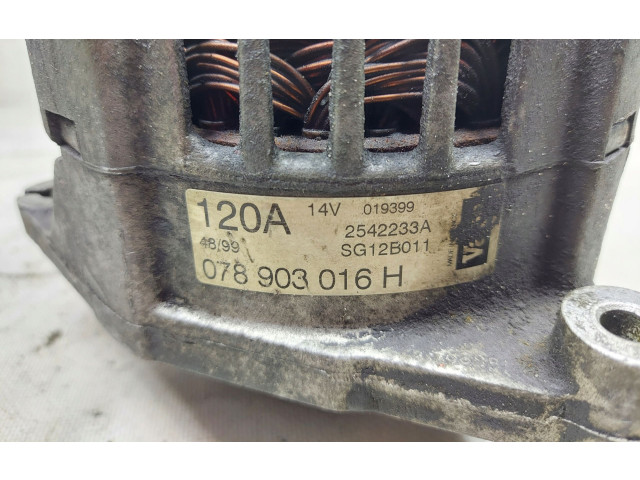 120A 14V 019399
2542233A
48/99 SG12B011
078 903 016 H